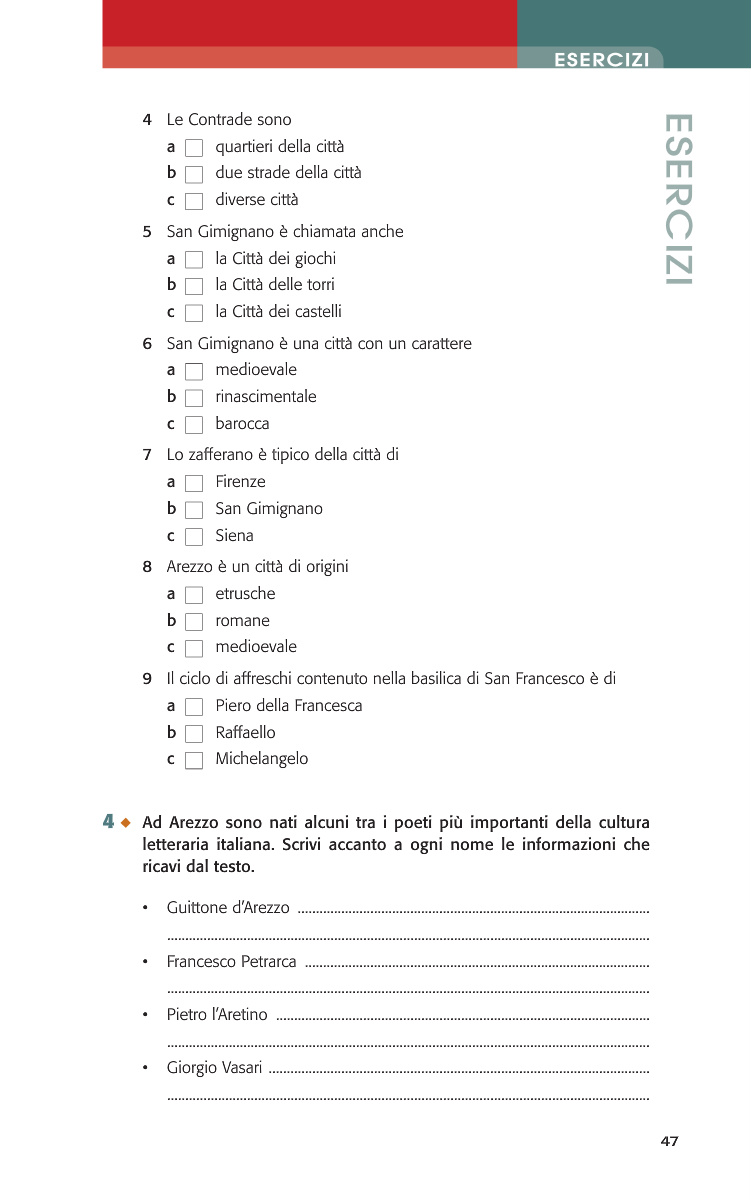 ESERCIZI
ESERCIZI
4 Le Contrade sono
a quartieri della città
b due strade della città
c diverse città
5 San Gimignano è chiamata anche
a la Città dei giochi
b la Città delle torri
c la Città dei castelli
6 San Gimignano è una città con un carattere
a medioevale
b rinascimentale
c barocca
7 Lo zafferano è tipico della città di
a Firenze
b San Gimignano
c Siena
8 Arezzo è un città di origini
a etrusche
b romane
c medioevale
9 Il ciclo di affreschi contenuto nella basilica di San Francesco è di
a Piero della Francesca
b Raffaello
c Michelangelo
4 ◆ Ad Arezzo sono nati alcuni tra i poeti più importanti della cultura
letteraria italiana. Scrivi accanto a ogni nome le informazioni che
ricavi dal testo.
• Guittone d'Arezzo
• Francesco Petrarca
• Pietro l'Aretino
• Giorgio Vasari
47